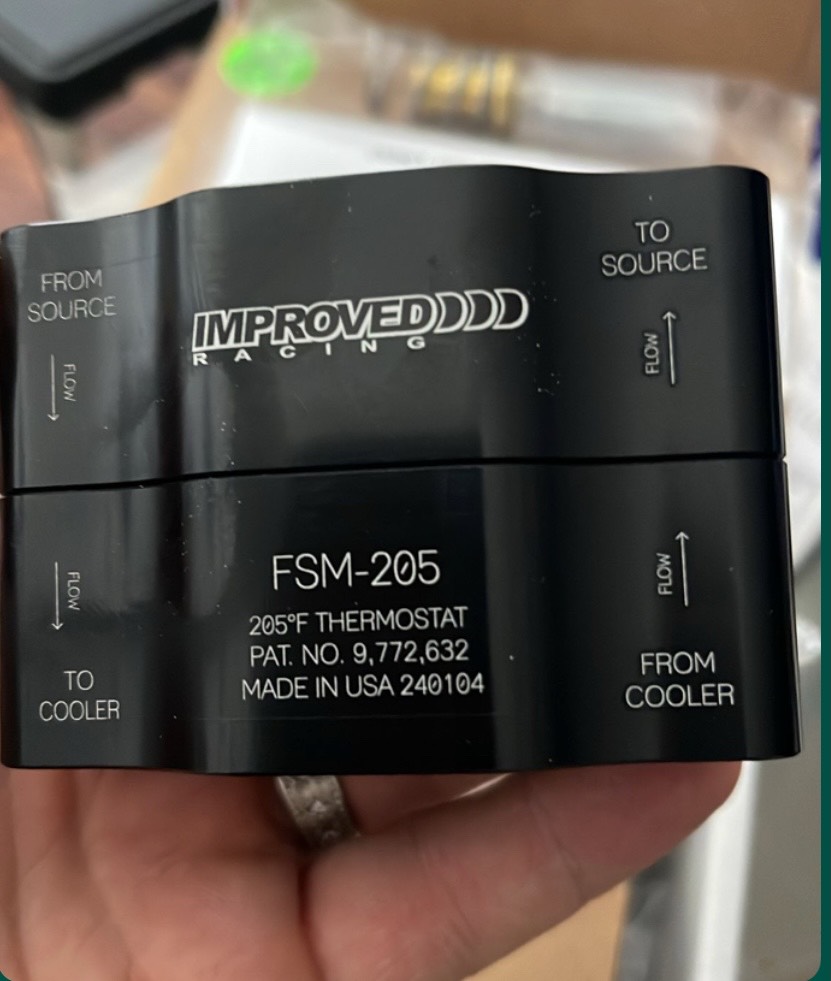 FROM
SOURCE
FLOW
IMPROVED
RACING
TO
SOURCE
FLOW
FLOW
TO
COOLER
FSM-205
205°F THERMOSTAT
PAT. NO. 9,772,632
MADE IN USA 240104
FLOW
FROM
COOLER